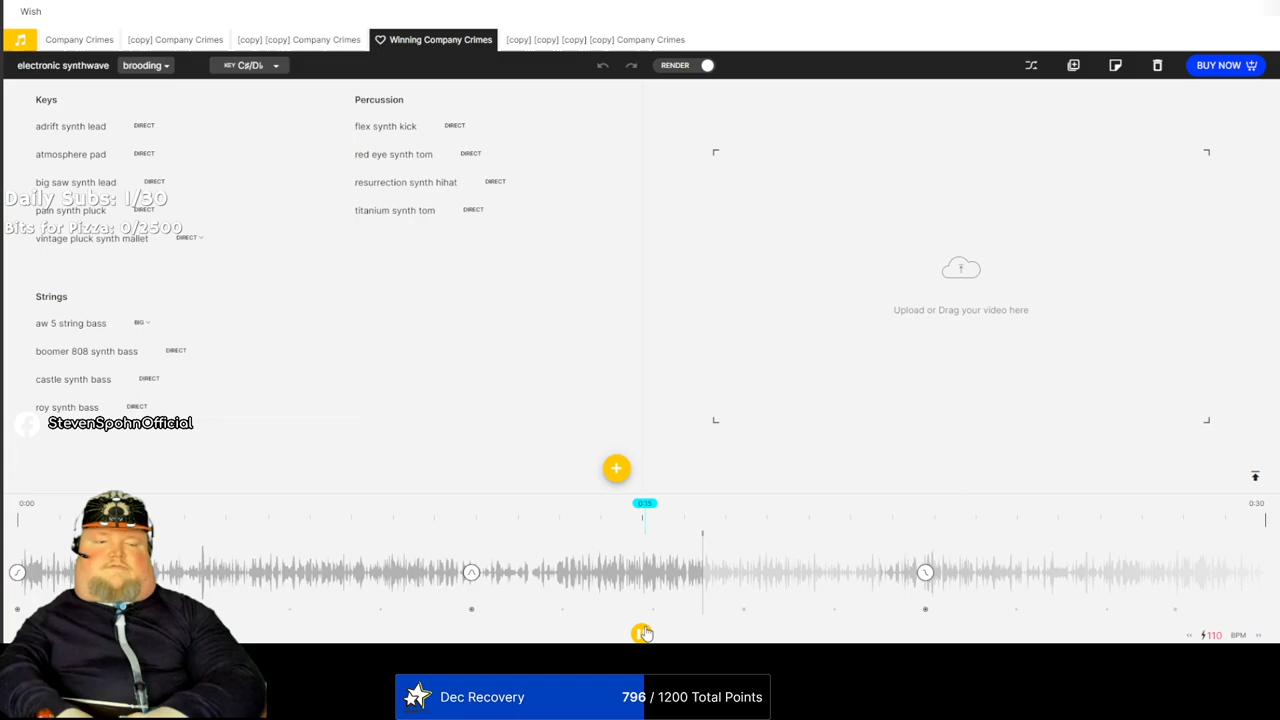 Wish
Company Crimes
[copy] Company Crimes
[copy] [copy] Company Crimes
Winning Company Crimes
[copy] [copy] [copy] [copy] Company Crimes
electronic synthwave
brooding
KEY C#/D♭
RENDER
BUY NOW
Keys
adrift synth lead DIRECT
atmosphere pad DIRECT
big saw synth lead DIRECT
Daily Subs: 1/30
pain synth pluck DIRECT
Bits for Pizza: 0/2500
vintage pluck synth mallet DIRECT
Percussion
flex synth kick DIRECT
red eye synth tom DIRECT
resurrection synth hihat DIRECT
titanium synth tom DIRECT
Strings
aw 5 string bass BIG
boomer 808 synth bass DIRECT
castle synth bass DIRECT
roy synth bass DIRECT
StevenSpohnOfficial
Upload or Drag your video here
+
0:00
0:15
0:30
110 BPM
Dec Recovery
796 / 1200 Total Points